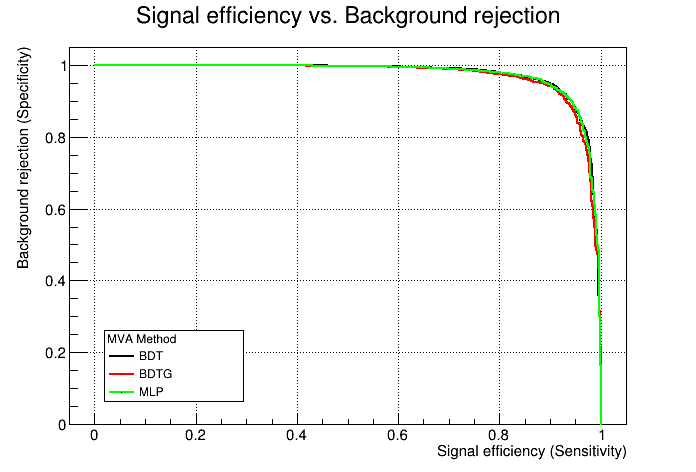 Signal efficiency vs. Background rejection
Background rejection (Specificity)
1
0.8
0.6
0.4
0.2
0
MVA Method
BDT
BDTG
MLP
0 0.2 0.4 0.6 0.8 1
Signal efficiency (Sensitivity)